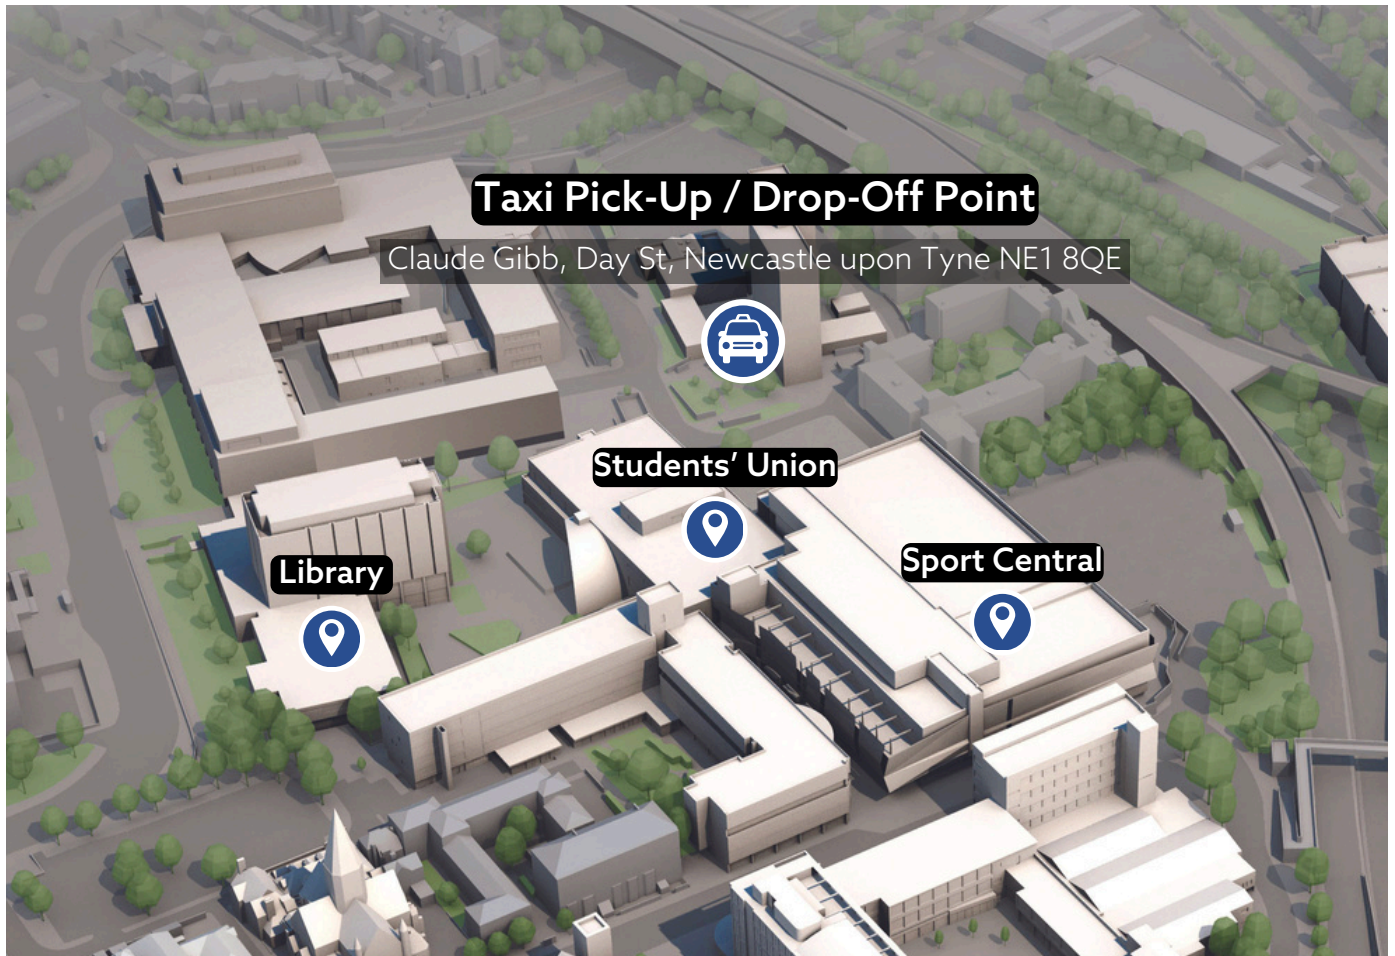 Taxi Pick-Up / Drop-Off Point
Claude Gibb, Day St, Newcastle upon Tyne NE1 8QE
Students’ Union
Sport Central
Library